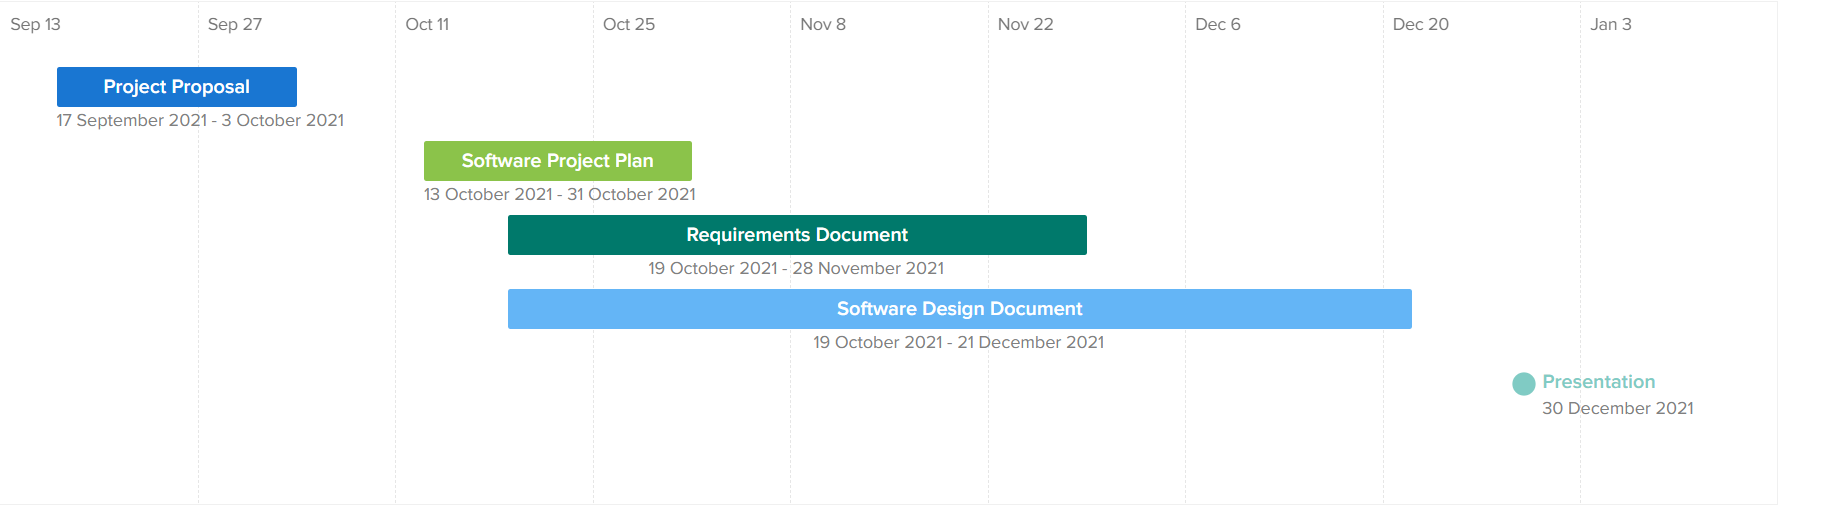 Sep 13 Sep 27 Oct 11 Oct 25 Nov 8 Nov 22 Dec 6 Dec 20 Jan 3
Project Proposal
17 September 2021 - 3 October 2021
Software Project Plan
13 October 2021 - 31 October 2021
Requirements Document
19 October 2021 - 28 November 2021
Software Design Document
19 October 2021 - 21 December 2021
Presentation
30 December 2021